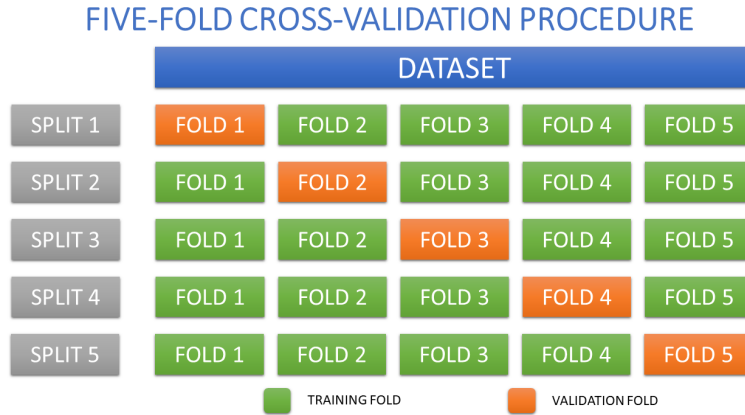 FIVE-FOLD CROSS-VALIDATION PROCEDURE
DATASET
SPLIT 1 FOLD 1 FOLD 2 FOLD 3 FOLD 4 FOLD 5
SPLIT 2 FOLD 1 FOLD 2 FOLD 3 FOLD 4 FOLD 5
SPLIT 3 FOLD 1 FOLD 2 FOLD 3 FOLD 4 FOLD 5
SPLIT 4 FOLD 1 FOLD 2 FOLD 3 FOLD 4 FOLD 5
SPLIT 5 FOLD 1 FOLD 2 FOLD 3 FOLD 4 FOLD 5
TRAINING FOLD VALIDATION FOLD